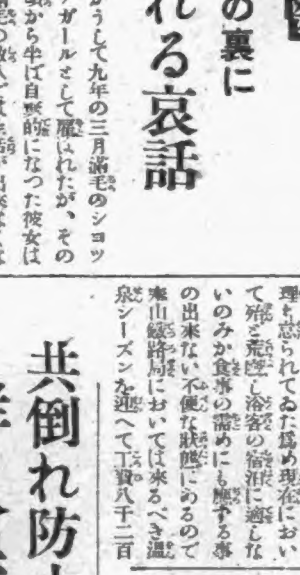 の裏に
れる哀話
かうして九年の三月滿毛のショツ
ガールとして雇はれたが、その
から半ば自棄的になつた彼女は
理も忘られてゐた爲め現在におい
て殆ど荒廢し浴客の宿泊に適しな
いのみか食事の需めにも應ずる事
の出來ない不便な狀態にあるので
山鐵路局においては來るべき溫
泉シーズンを迎へて工費八千二百
共倒れ防